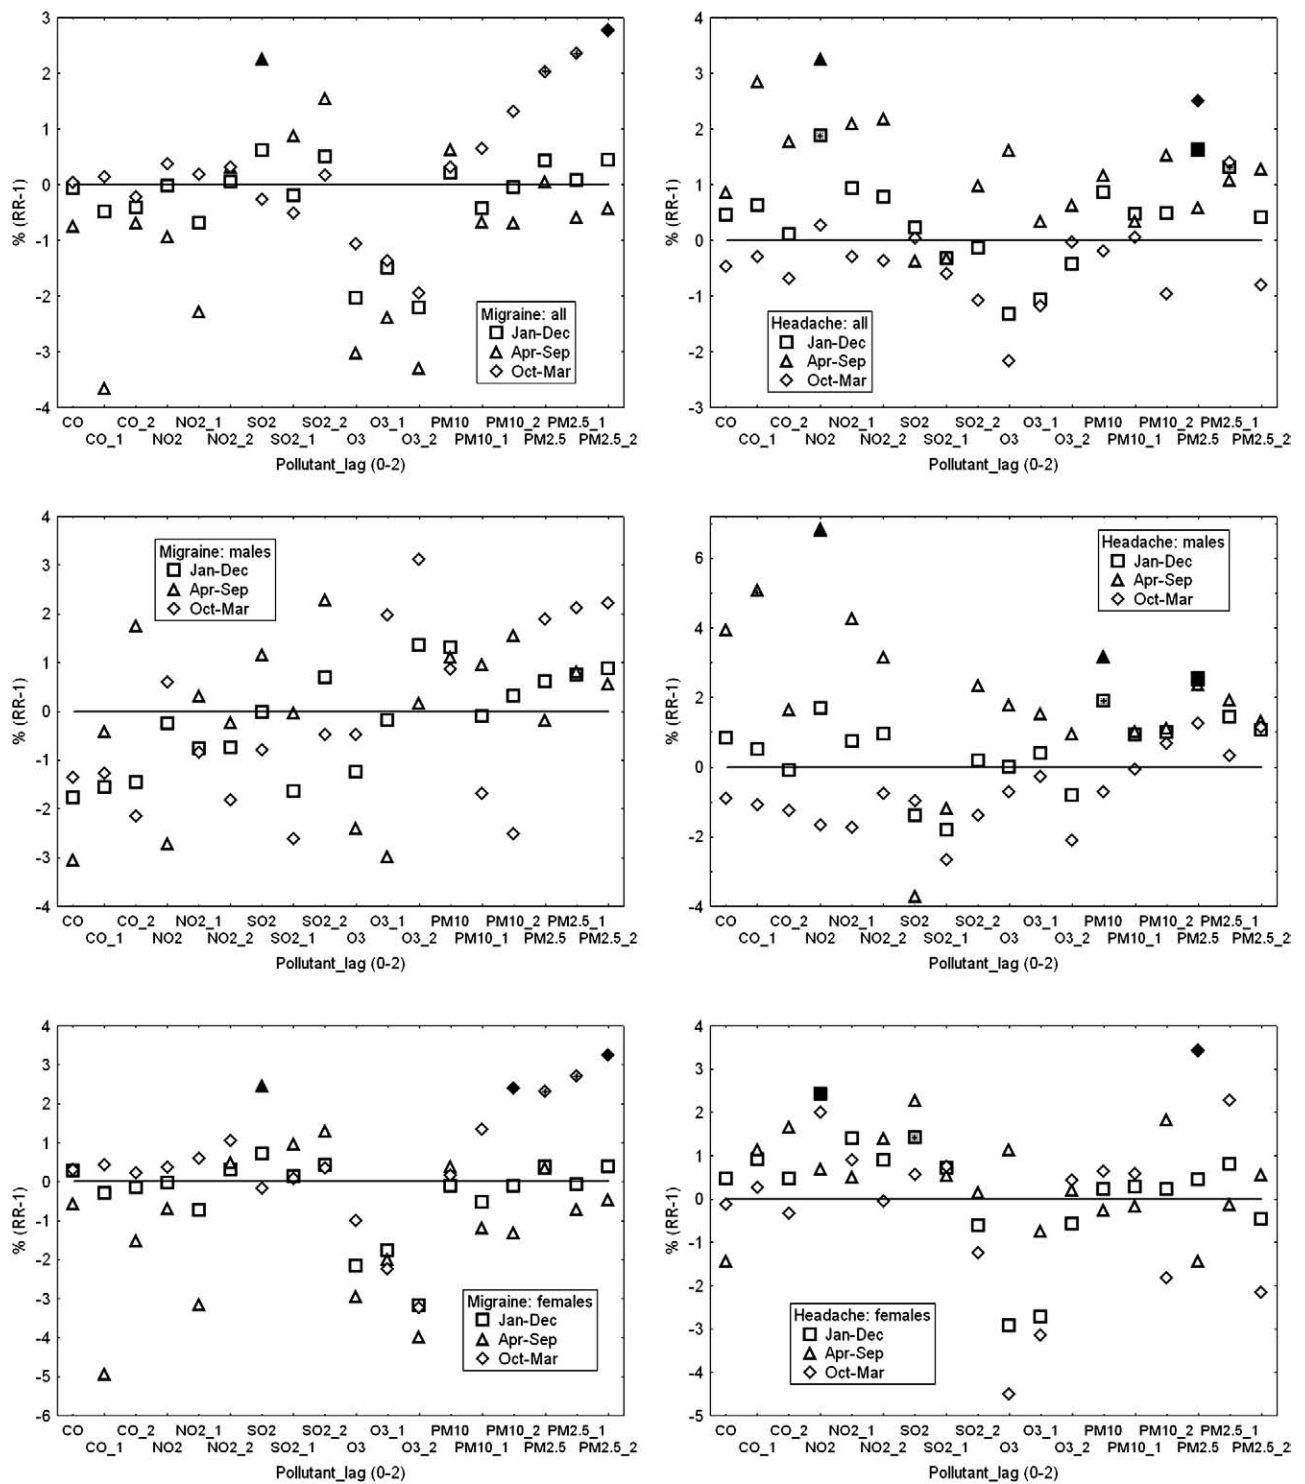 3
2
1
0
-1
-2
-3
-4
% (RR-1)
Migraine: all
Jan-Dec
Apr-Sep
Oct-Mar
CO CO_2 NO2_1 SO2 SO2_2 O3_1 PM10 PM10_2 PM2.5_1
CO_1 NO2 NO2_2 SO2_1 O3 O3_2 PM10_1 PM2.5 PM2.5_2
Pollutant_lag (0-2)
4
3
2
1
0
-1
-2
-3
% (RR-1)
Headache: all
Jan-Dec
Apr-Sep
Oct-Mar
CO CO_2 NO2_1 SO2 SO2_2 O3_1 PM10 PM10_2 PM2.5_1
CO_1 NO2 NO2_2 SO2_1 O3 O3_2 PM10_1 PM2.5 PM2.5_2
Pollutant_lag (0-2)
4
3
2
1
0
-1
-2
-3
-4
% (RR-1)
Migraine: males
Jan-Dec
Apr-Sep
Oct-Mar
CO CO_2 NO2_1 SO2 SO2_2 O3_1 PM10 PM10_2 PM2.5_1
CO_1 NO2 NO2_2 SO2_1 O3 O3_2 PM10_1 PM2.5 PM2.5_2
Pollutant_lag (0-2)
6
4
2
0
-2
-4
% (RR-1)
Headache: males
Jan-Dec
Apr-Sep
Oct-Mar
CO CO_2 NO2_1 SO2 SO2_2 O3_1 PM10 PM10_2 PM2.5_1
CO_1 NO2 NO2_2 SO2_1 O3 O3_2 PM10_1 PM2.5 PM2.5_2
Pollutant_lag (0-2)
4
3
2
1
0
-1
-2
-3
-4
-5
-6
% (RR-1)
Migraine: females
Jan-Dec
Apr-Sep
Oct-Mar
CO CO_2 NO2_1 SO2 SO2_2 O3_1 PM10 PM10_2 PM2.5_1
CO_1 NO2 NO2_2 SO2_1 O3 O3_2 PM10_1 PM2.5 PM2.5_2
Pollutant_lag (0-2)
4
3
2
1
0
-1
-2
-3
-4
-5
% (RR-1)
Headache: females
Jan-Dec
Apr-Sep
Oct-Mar
CO CO_2 NO2_1 SO2 SO2_2 O3_1 PM10 PM10_2 PM2.5_1
CO_1 NO2 NO2_2 SO2_1 O3 O3_2 PM10_1 PM2.5 PM2.5_2
Pollutant_lag (0-2)